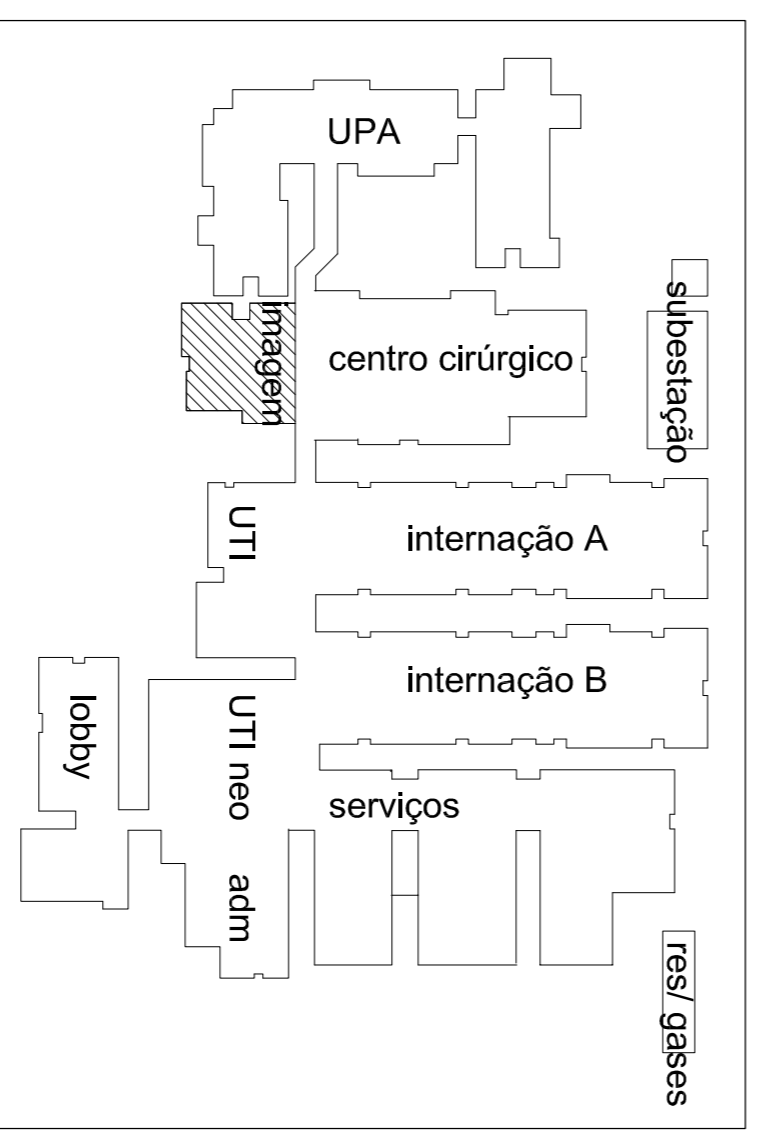 UPA
subestação
imagem
centro cirúrgico
UTI
internação A
internação B
lobby
UTI neo
adm
serviços
res/ gases